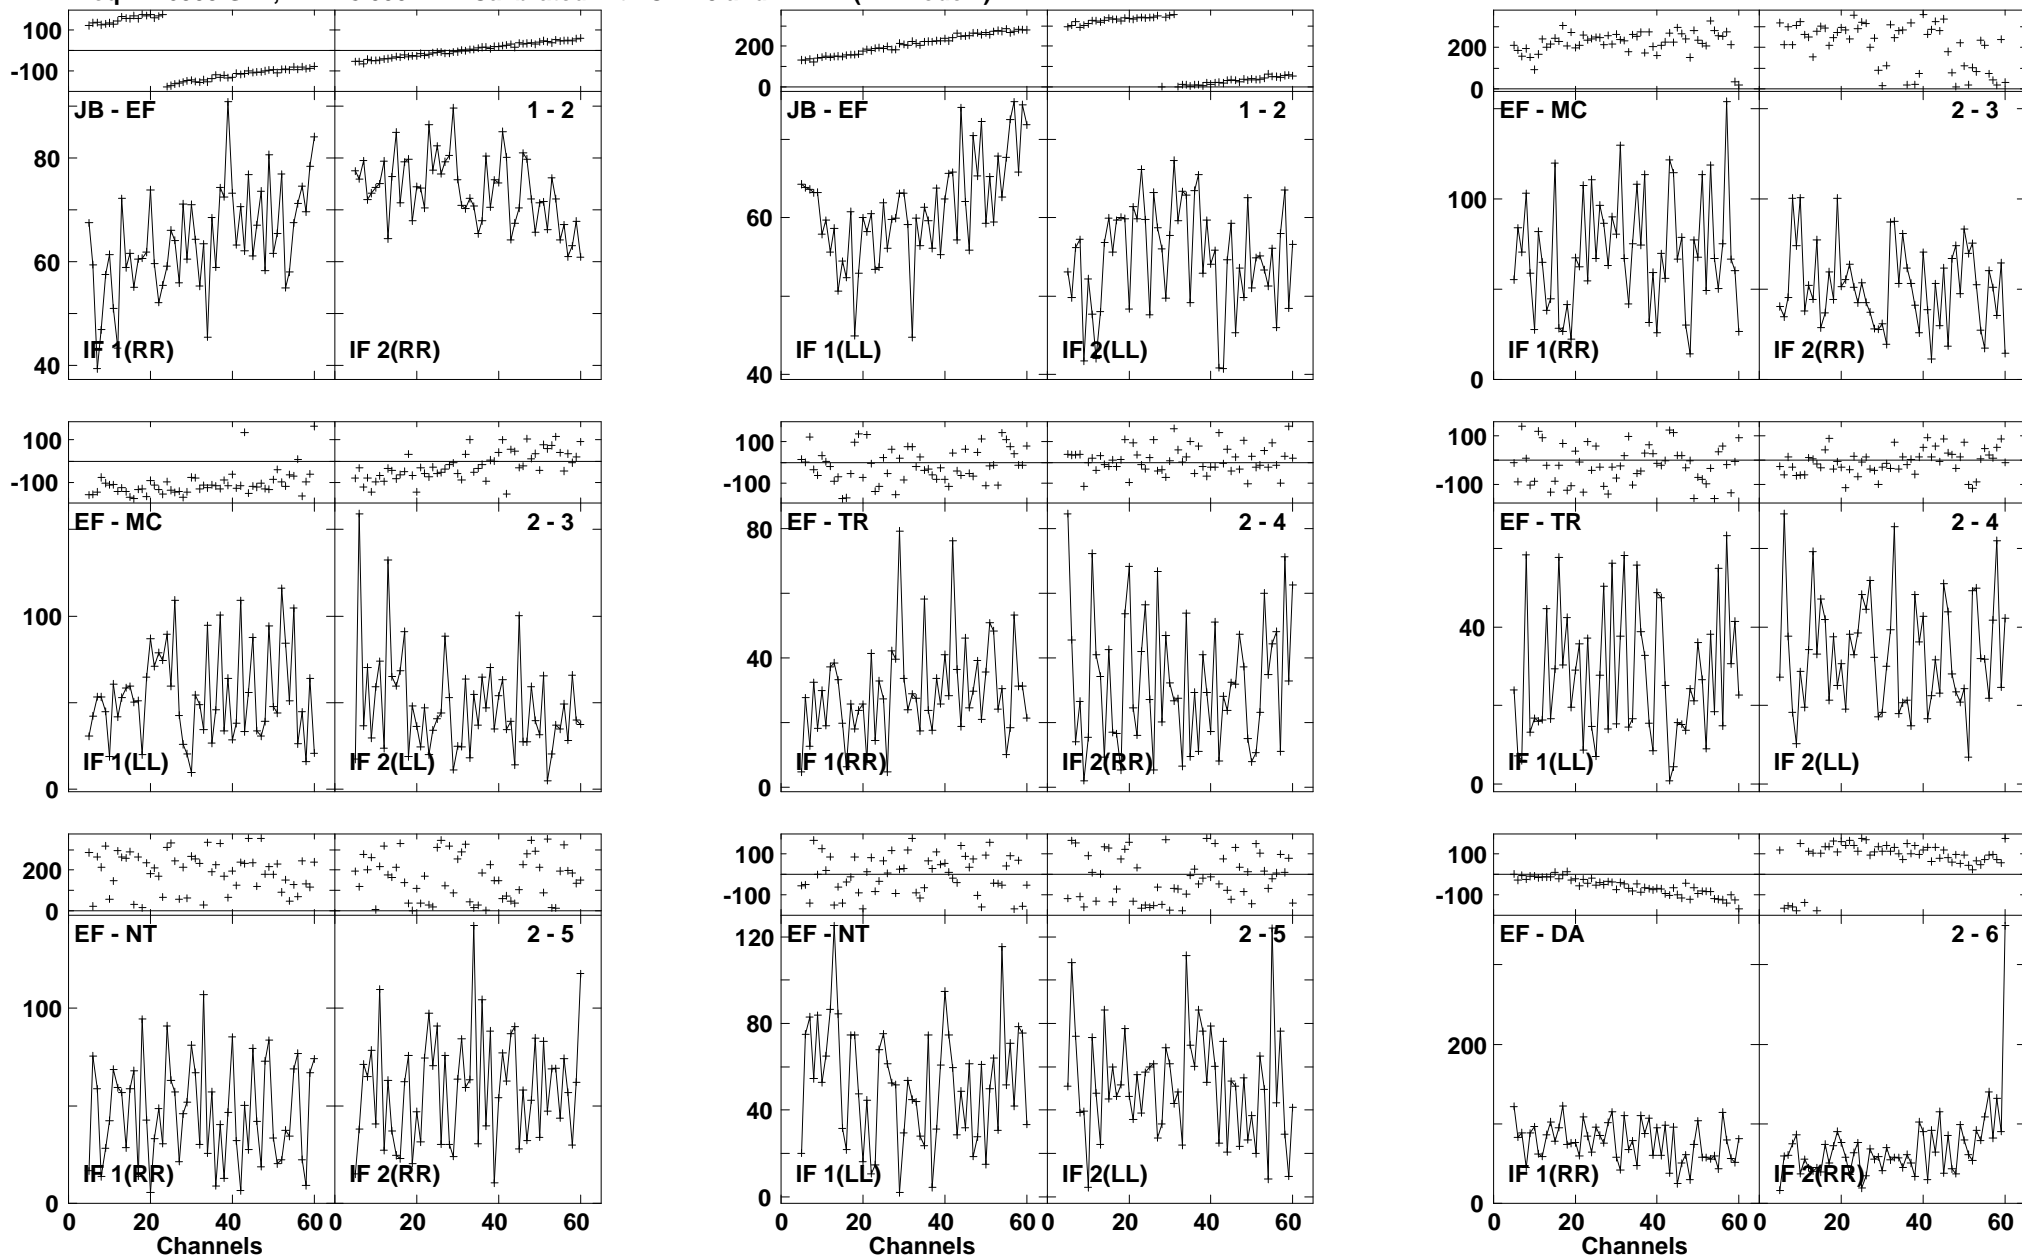 100
-100
JB - EF
1 - 2
80
60
40
IF 1(RR)
IF 2(RR)
200
0
JB - EF
1 - 2
60
40
IF 1(LL)
IF 2(LL)
200
0
EF - MC
2 - 3
100
0
IF 1(RR)
IF 2(RR)
100
-100
EF - MC
2 - 3
100
0
IF 1(LL)
IF 2(LL)
100
-100
EF - TR
2 - 4
80
40
0
IF 1(RR)
IF 2(RR)
100
-100
EF - TR
2 - 4
40
0
IF 1(LL)
IF 2(LL)
200
0
EF - NT
2 - 5
100
0
IF 1(RR)
IF 2(RR)
0 20 40 60 0 20 40 60
Channels
100
-100
EF - NT
2 - 5
120
80
40
0
IF 1(LL)
IF 2(LL)
0 20 40 60 0 20 40 60
Channels
100
-100
EF - DA
2 - 6
200
0
IF 1(RR)
IF 2(RR)
0 20 40 60 0 20 40 60
Channels